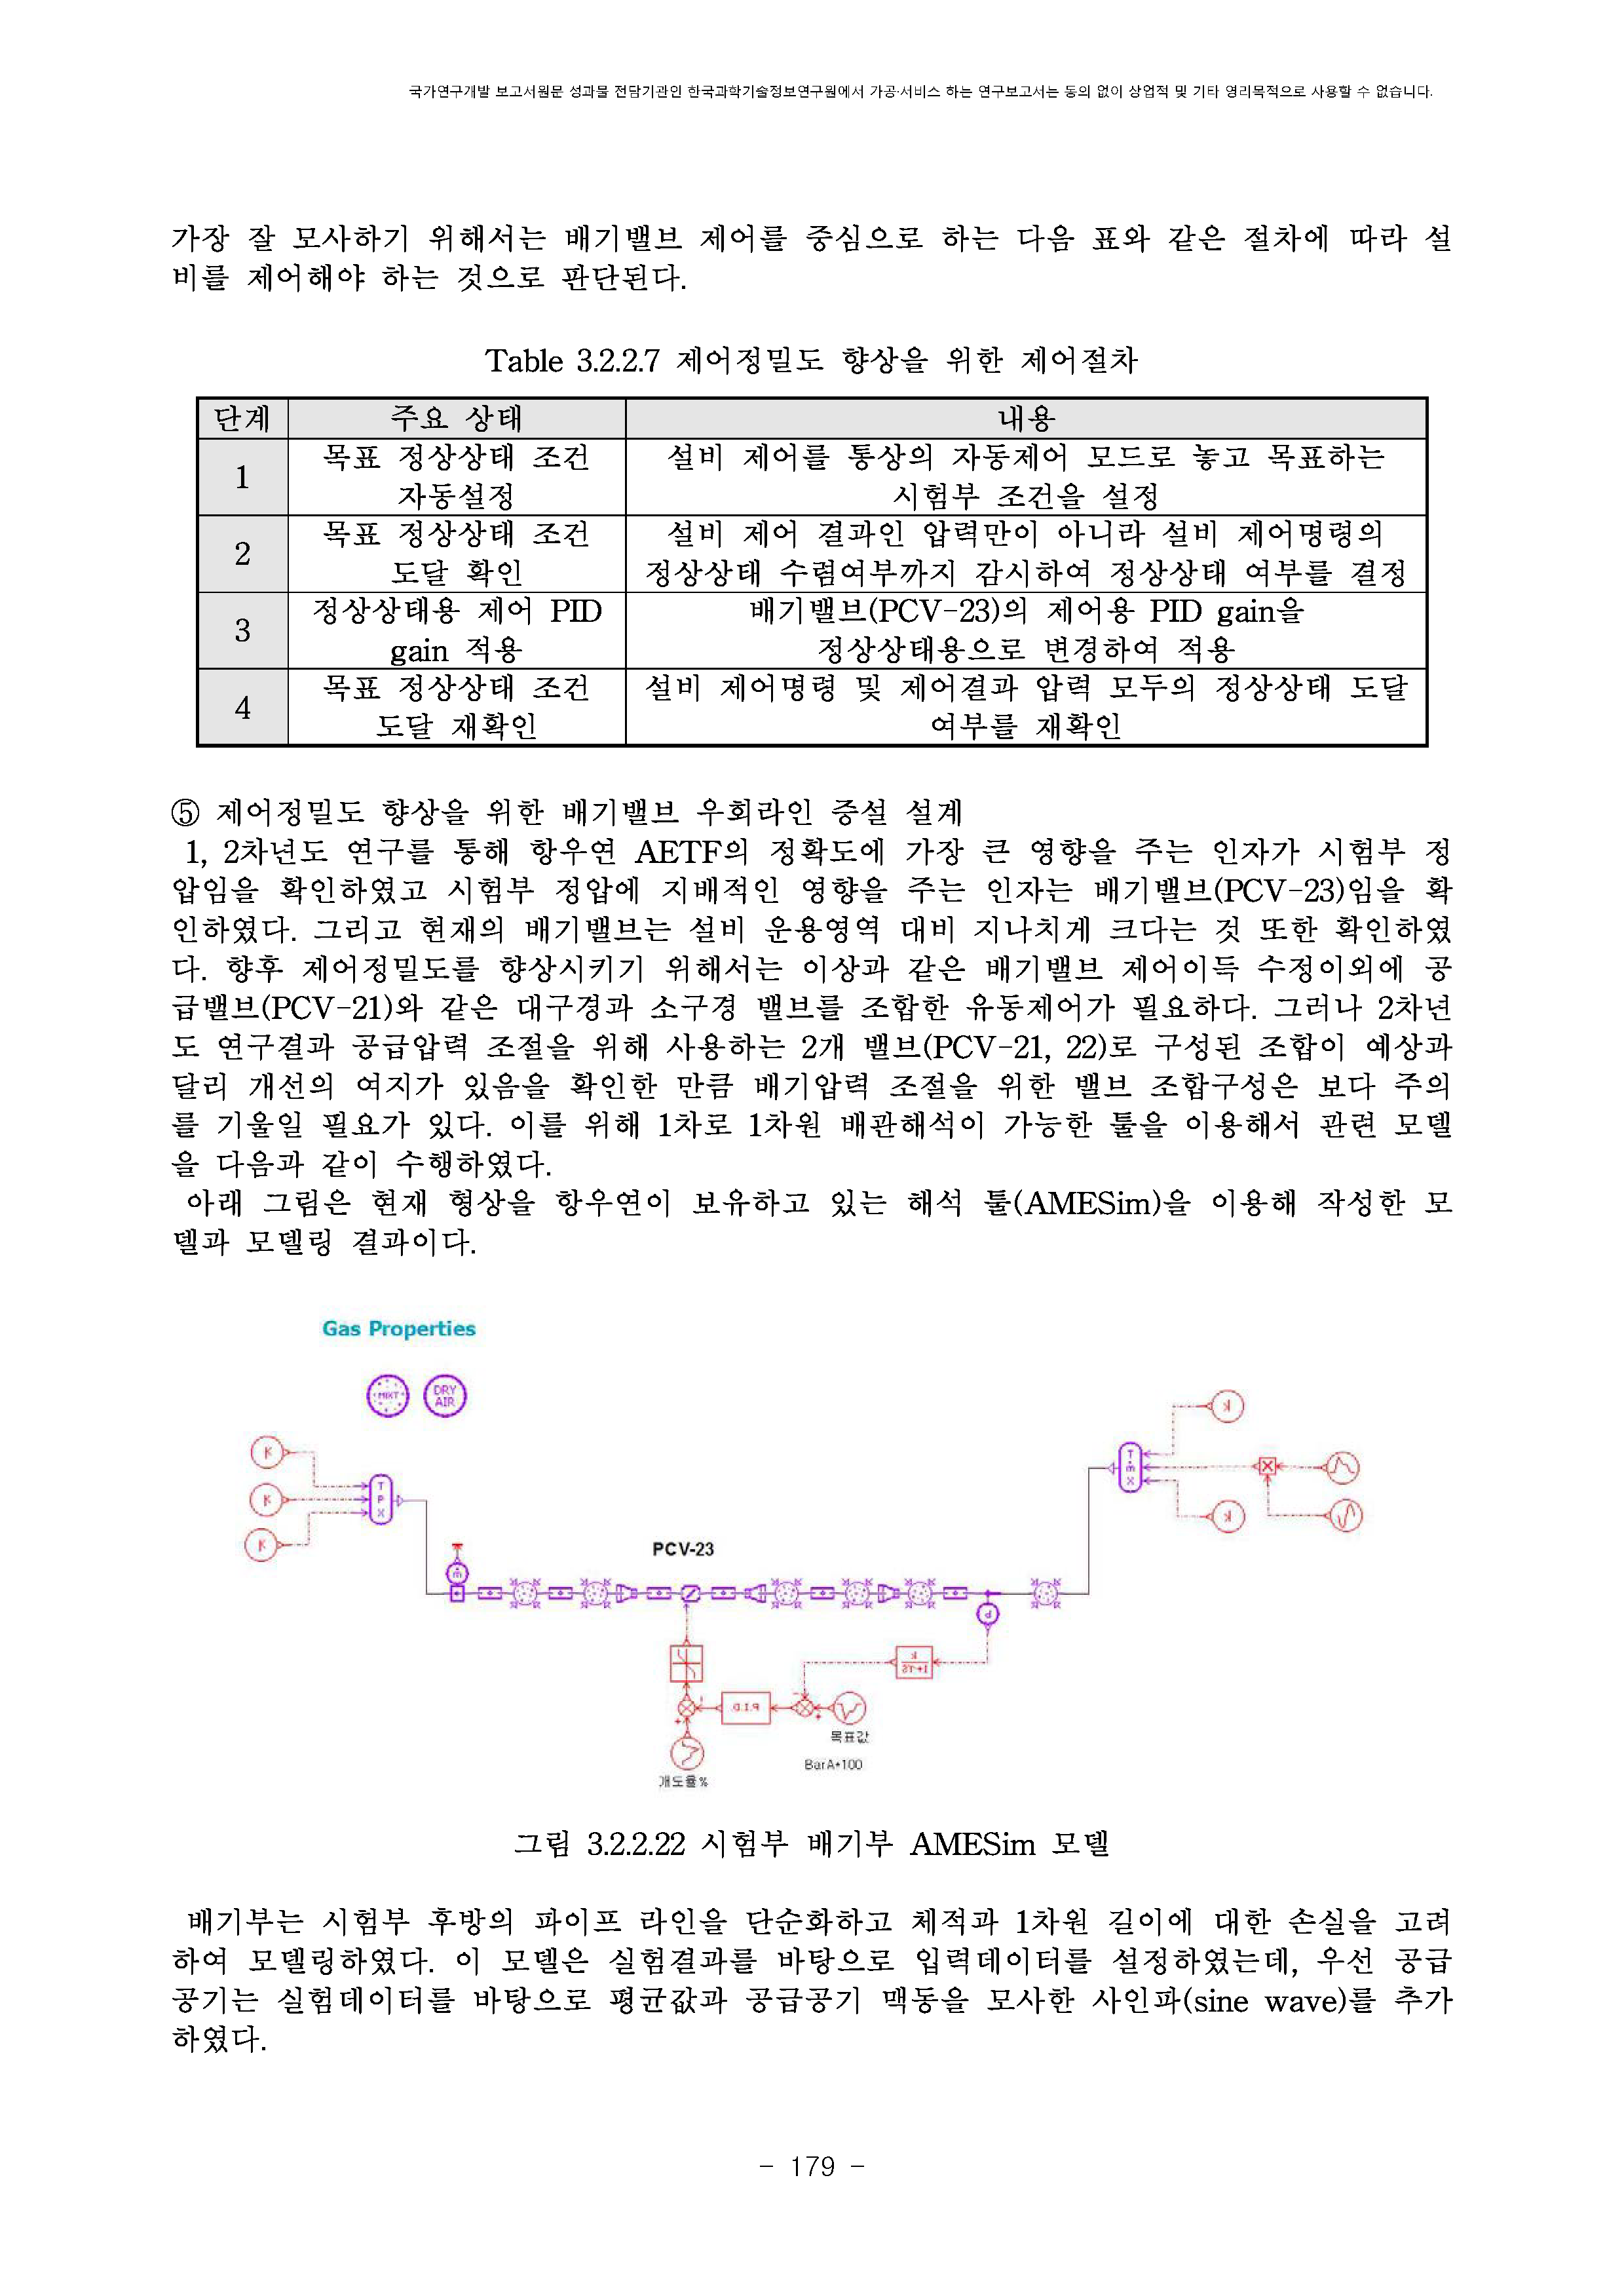 국가연구개발 보고서원문 성과물 전담기관인 한국과학기술정보연구원에서 가공·서비스 하는 연구보고서는 동의 없이 상업적 및 기타 영리목적으로 사용할 수 없습니다.
가장 잘 모사하기 위해서는 배기밸브 제어를 중심으로 하는 다음 표와 같은 절차에 따라 설
비를 제어해야 하는 것으로 판단된다.
Table 3.2.2.7 제어정밀도 향상을 위한 제어절차
단계 주요 상태 내용
1 목표 정상상태 조건 자동설정 설비 제어를 통상의 자동제어 모드로 놓고 목표하는 시험부 조건을 설정
2 목표 정상상태 조건 도달 확인 설비 제어 결과인 압력만이 아니라 설비 제어명령의 정상상태 수렴여부까지 감시하여 정상상태 여부를 결정
3 정상상태용 제어 PID gain 적용 배기밸브(PCV-23)의 제어용 PID gain을 정상상태용으로 변경하여 적용
4 목표 정상상태 조건 도달 재확인 설비 제어명령 및 제어결과 압력 모두의 정상상태 도달 여부를 재확인
⑤ 제어정밀도 향상을 위한 배기밸브 우회라인 증설 설계
1, 2차년도 연구를 통해 항우연 AETF의 정확도에 가장 큰 영향을 주는 인자가 시험부 정
압임을 확인하였고 시험부 정압에 지배적인 영향을 주는 인자는 배기밸브(PCV-23)임을 확
인하였다. 그리고 현재의 배기밸브는 설비 운용영역 대비 지나치게 크다는 것 또한 확인하였
다. 향후 제어정밀도를 향상시키기 위해서는 이상과 같은 배기밸브 제어이득 수정이외에 공
급밸브(PCV-21)와 같은 대구경과 소구경 밸브를 조합한 유동제어가 필요하다. 그러나 2차년
도 연구결과 공급압력 조절을 위해 사용하는 2개 밸브(PCV-21, 22)로 구성된 조합이 예상과
달리 개선의 여지가 있음을 확인한 만큼 배기압력 조절을 위한 밸브 조합구성은 보다 주의
를 기울일 필요가 있다. 이를 위해 1차로 1차원 배관해석이 가능한 툴을 이용해서 관련 모델
을 다음과 같이 수행하였다.
아래 그림은 현재 형상을 항우연이 보유하고 있는 해석 툴(AMESim)을 이용해 작성한 모
델과 모델링 결과이다.
Gas Properties
MIXT DRY AIR
K
K
K
T P X
T m X
PCV-23
P.I.D.
목표값
BarA*100
개도율%
그림 3.2.2.22 시험부 배기부 AMESim 모델
배기부는 시험부 후방의 파이프 라인을 단순화하고 체적과 1차원 길이에 대한 손실을 고려
하여 모델링하였다. 이 모델은 실험결과를 바탕으로 입력데이터를 설정하였는데, 우선 공급
공기는 실험데이터를 바탕으로 평균값과 공급공기 맥동을 모사한 사인파(sine wave)를 추가
하였다.
- 179 -